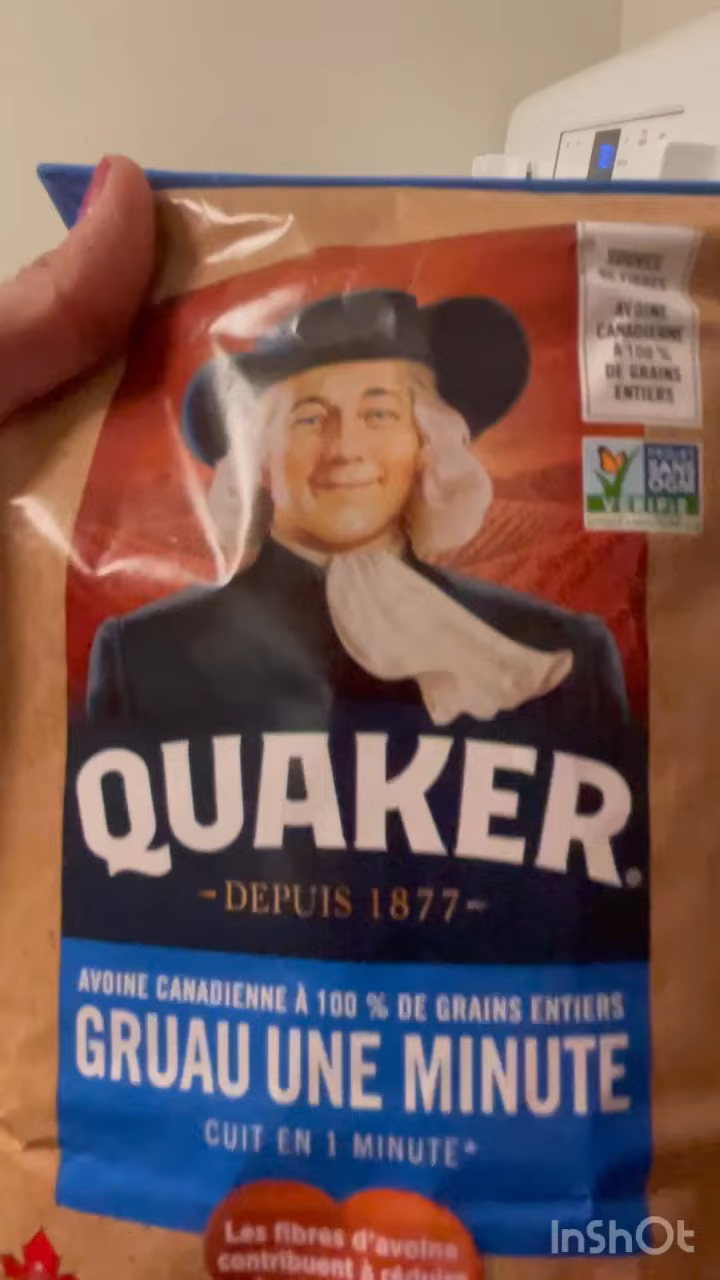 SOURCE
DE FIBRES
AVOINE
CANADIENNE
À 100 %
DE GRAINS
ENTIERS
PROJET
SANS
OGM
QUAKER
- DEPUIS 1877 -
AVOINE CANADIENNE À 100 % DE GRAINS ENTIERS
GRUAU UNE MINUTE
CUIT EN 1 MINUTE*
Les fibres d'avoine
contribuent à réduire
InShOt